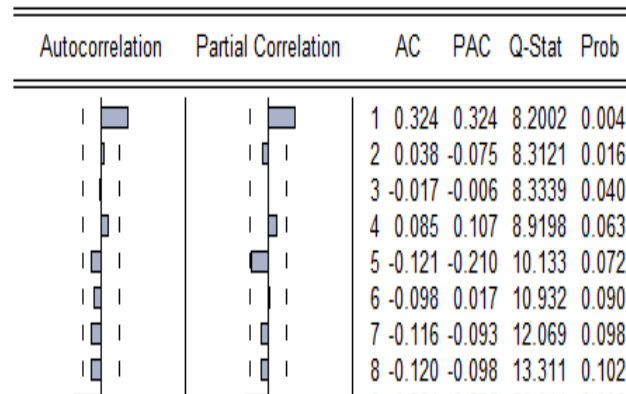 Autocorrelation Partial Correlation AC PAC Q-Stat Prob
1 0.324 0.324 8.2002 0.004
2 0.038 -0.075 8.3121 0.016
3 -0.017 -0.006 8.3339 0.040
4 0.085 0.107 8.9198 0.063
5 -0.121 -0.210 10.133 0.072
6 -0.098 0.017 10.932 0.090
7 -0.116 -0.093 12.069 0.098
8 -0.120 -0.098 13.311 0.102